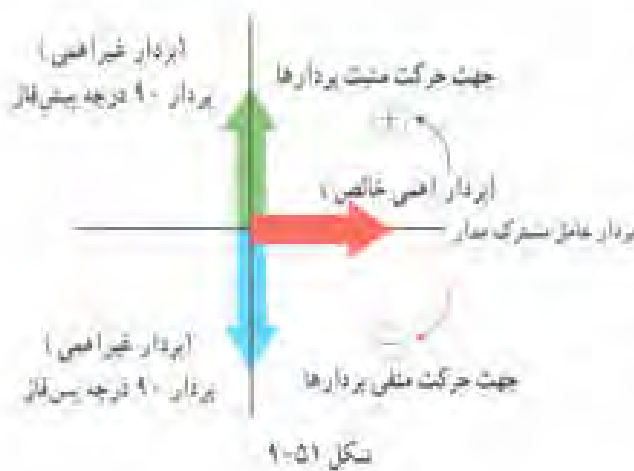 (بردار غیراهمی)
بردار ۹۰ درجه پیش‌فاز
جهت حرکت مثبت بردارها
+
(بردار اهمی خالص)
بردار عامل مشترک مدار
−
جهت حرکت منفی بردارها
(بردار غیراهمی)
بردار ۹۰ درجه پس‌فاز
شکل ۵۱-۹